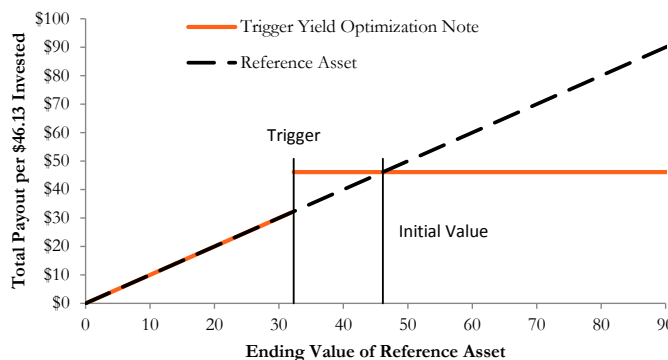 Total Payout per $46.13 Invested
$100
$90
$80
$70
$60
$50
$40
$30
$20
$10
$0
Trigger Yield Optimization Note
Reference Asset
Trigger
Initial Value
0 10 20 30 40 50 60 70 80 90
Ending Value of Reference Asset